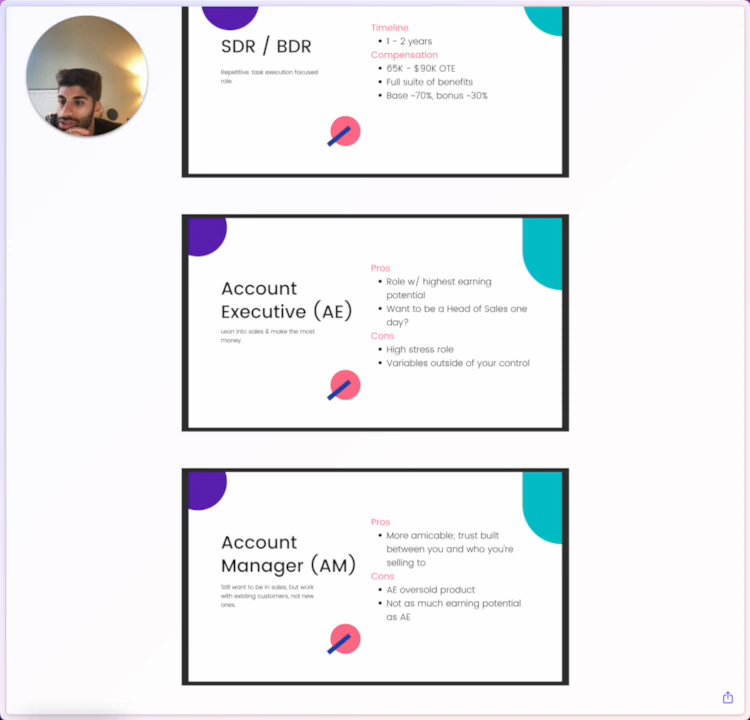 SDR / BDR
Repetitive, task execution focused
role.
Timeline
1 - 2 years
Compensation
65K - $90K OTE
Full suite of benefits
Base ~70%, bonus ~30%
Account
Executive (AE)
Lean into sales & make the most
money.
Pros
Role w/ highest earning
potential
Want to be a Head of Sales one
day?
Cons
High stress role
Variables outside of your control
Account
Manager (AM)
Still want to be in sales, but work
with existing customers, not new
ones.
Pros
More amicable; trust built
between you and who you're
selling to
Cons
AE oversold product
Not as much earning potential
as AE